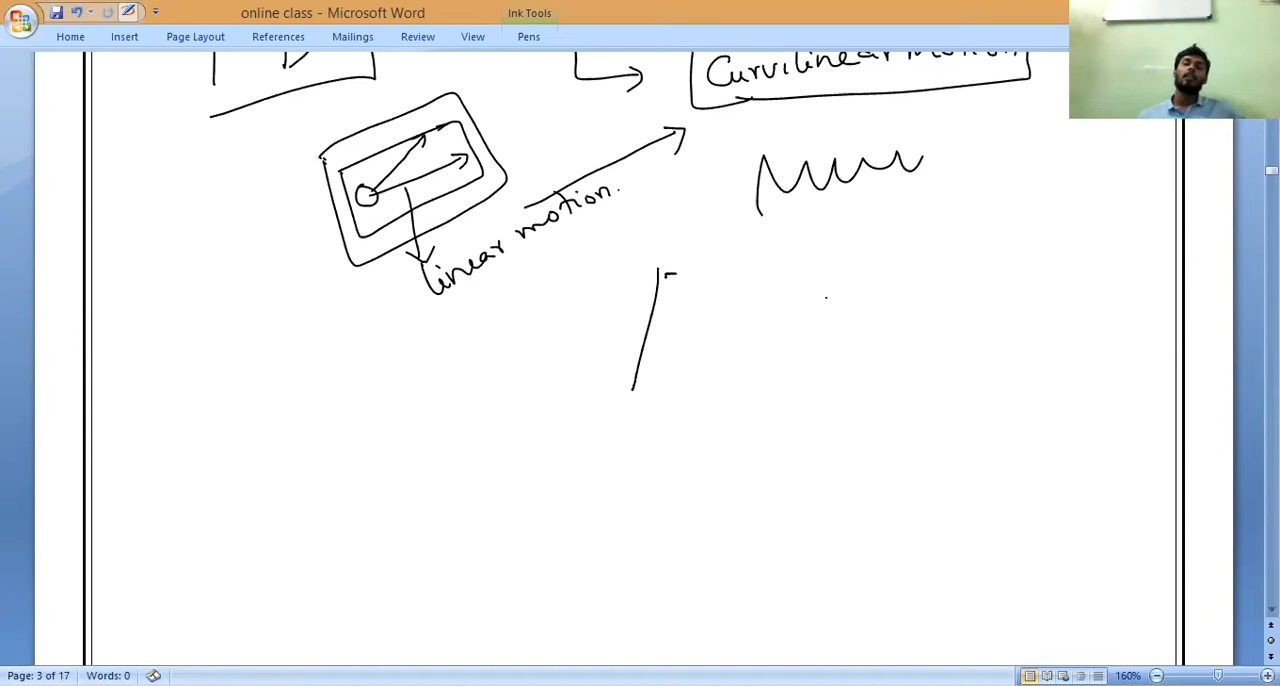 online class - Microsoft Word
Ink Tools
Home Insert Page Layout References Mailings Review View Pens
Curvilinear motion
linear motion.
Page: 3 of 17 Words: 0
160%